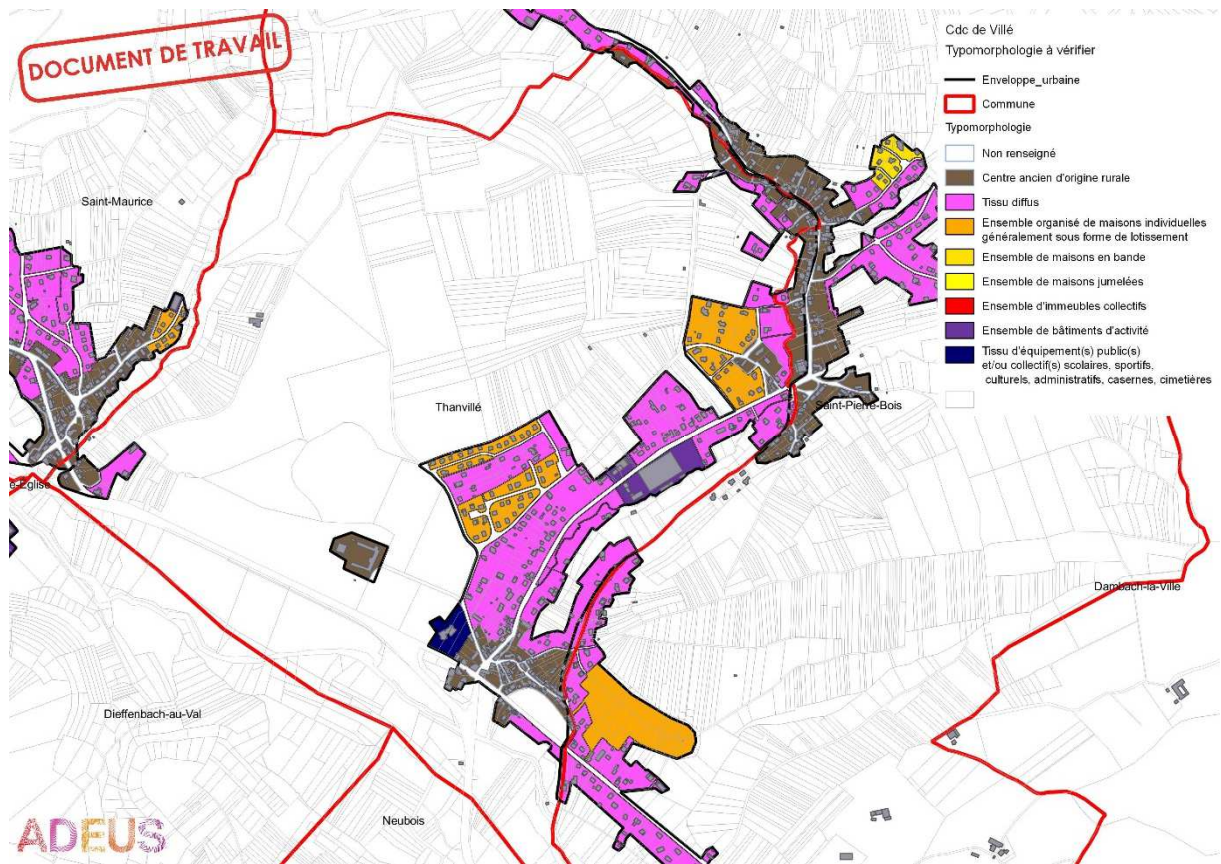 DOCUMENT DE TRAVAIL
Cdc de Villé
Typomorphologie à vérifier
Enveloppe_urbaine
Commune
Typomorphologie
Non renseigné
Centre ancien d'origine rurale
Tissu diffus
Ensemble organisé de maisons individuelles
généralement sous forme de lotissement
Ensemble de maisons en bande
Ensemble de maisons jumelées
Ensemble d'immeubles collectifs
Ensemble de bâtiments d'activité
Tissu d'équipement(s) public(s)
et/ou collectif(s) scolaires, sportifs,
culturels, administratifs, casernes, cimetières
Saint-Maurice
Thanvillé
Saint-Pierre-Bois
e-Eglise
Dambach-la-Ville
Dieffenbach-au-Val
Neubois
ADEUS